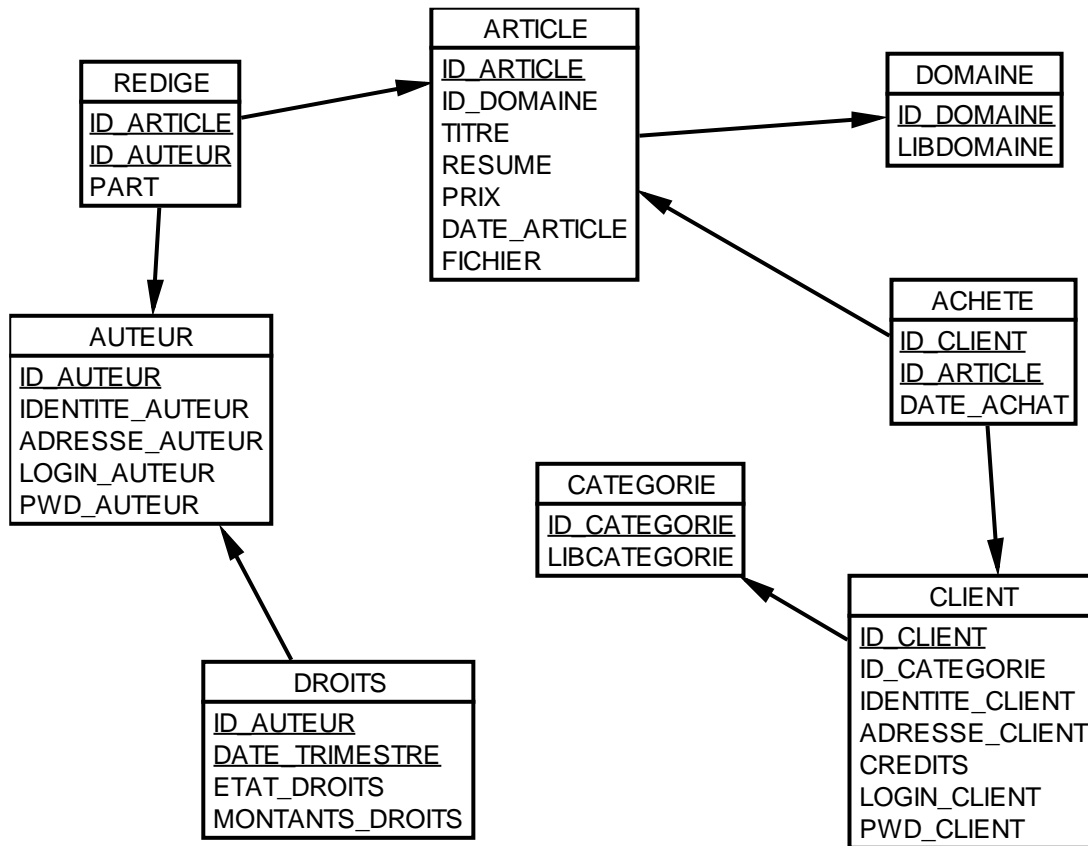 ARTICLE
ID_ARTICLE
ID_DOMAINE
TITRE
RESUME
PRIX
DATE_ARTICLE
FICHIER
REDIGE
ID_ARTICLE
ID_AUTEUR
PART
DOMAINE
ID_DOMAINE
LIBDOMAINE
ACHETE
ID_CLIENT
ID_ARTICLE
DATE_ACHAT
AUTEUR
ID_AUTEUR
IDENTITE_AUTEUR
ADRESSE_AUTEUR
LOGIN_AUTEUR
PWD_AUTEUR
CATEGORIE
ID_CATEGORIE
LIBCATEGORIE
CLIENT
ID_CLIENT
ID_CATEGORIE
IDENTITE_CLIENT
ADRESSE_CLIENT
CREDITS
LOGIN_CLIENT
PWD_CLIENT
DROITS
ID_AUTEUR
DATE_TRIMESTRE
ETAT_DROITS
MONTANTS_DROITS